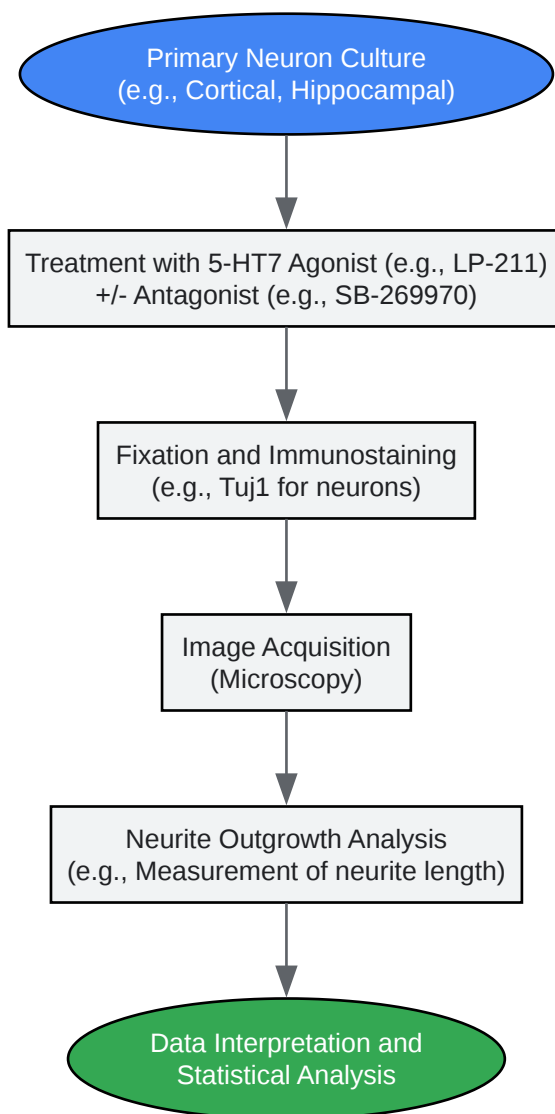 Primary Neuron Culture
(e.g., Cortical, Hippocampal)
Treatment with 5-HT7 Agonist (e.g., LP-211)
+/- Antagonist (e.g., SB-269970)
Fixation and Immunostaining
(e.g., Tuj1 for neurons)
Image Acquisition
(Microscopy)
Neurite Outgrowth Analysis
(e.g., Measurement of neurite length)
Data Interpretation and
Statistical Analysis